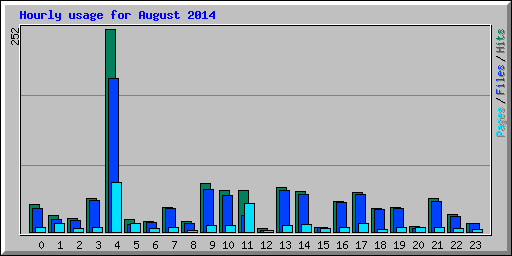 Hourly usage for August 2014
252
Pages/Files/Hits
0 1 2 3 4 5 6 7 8 9 10 11 12 13 14 15 16 17 18 19 20 21 22 23